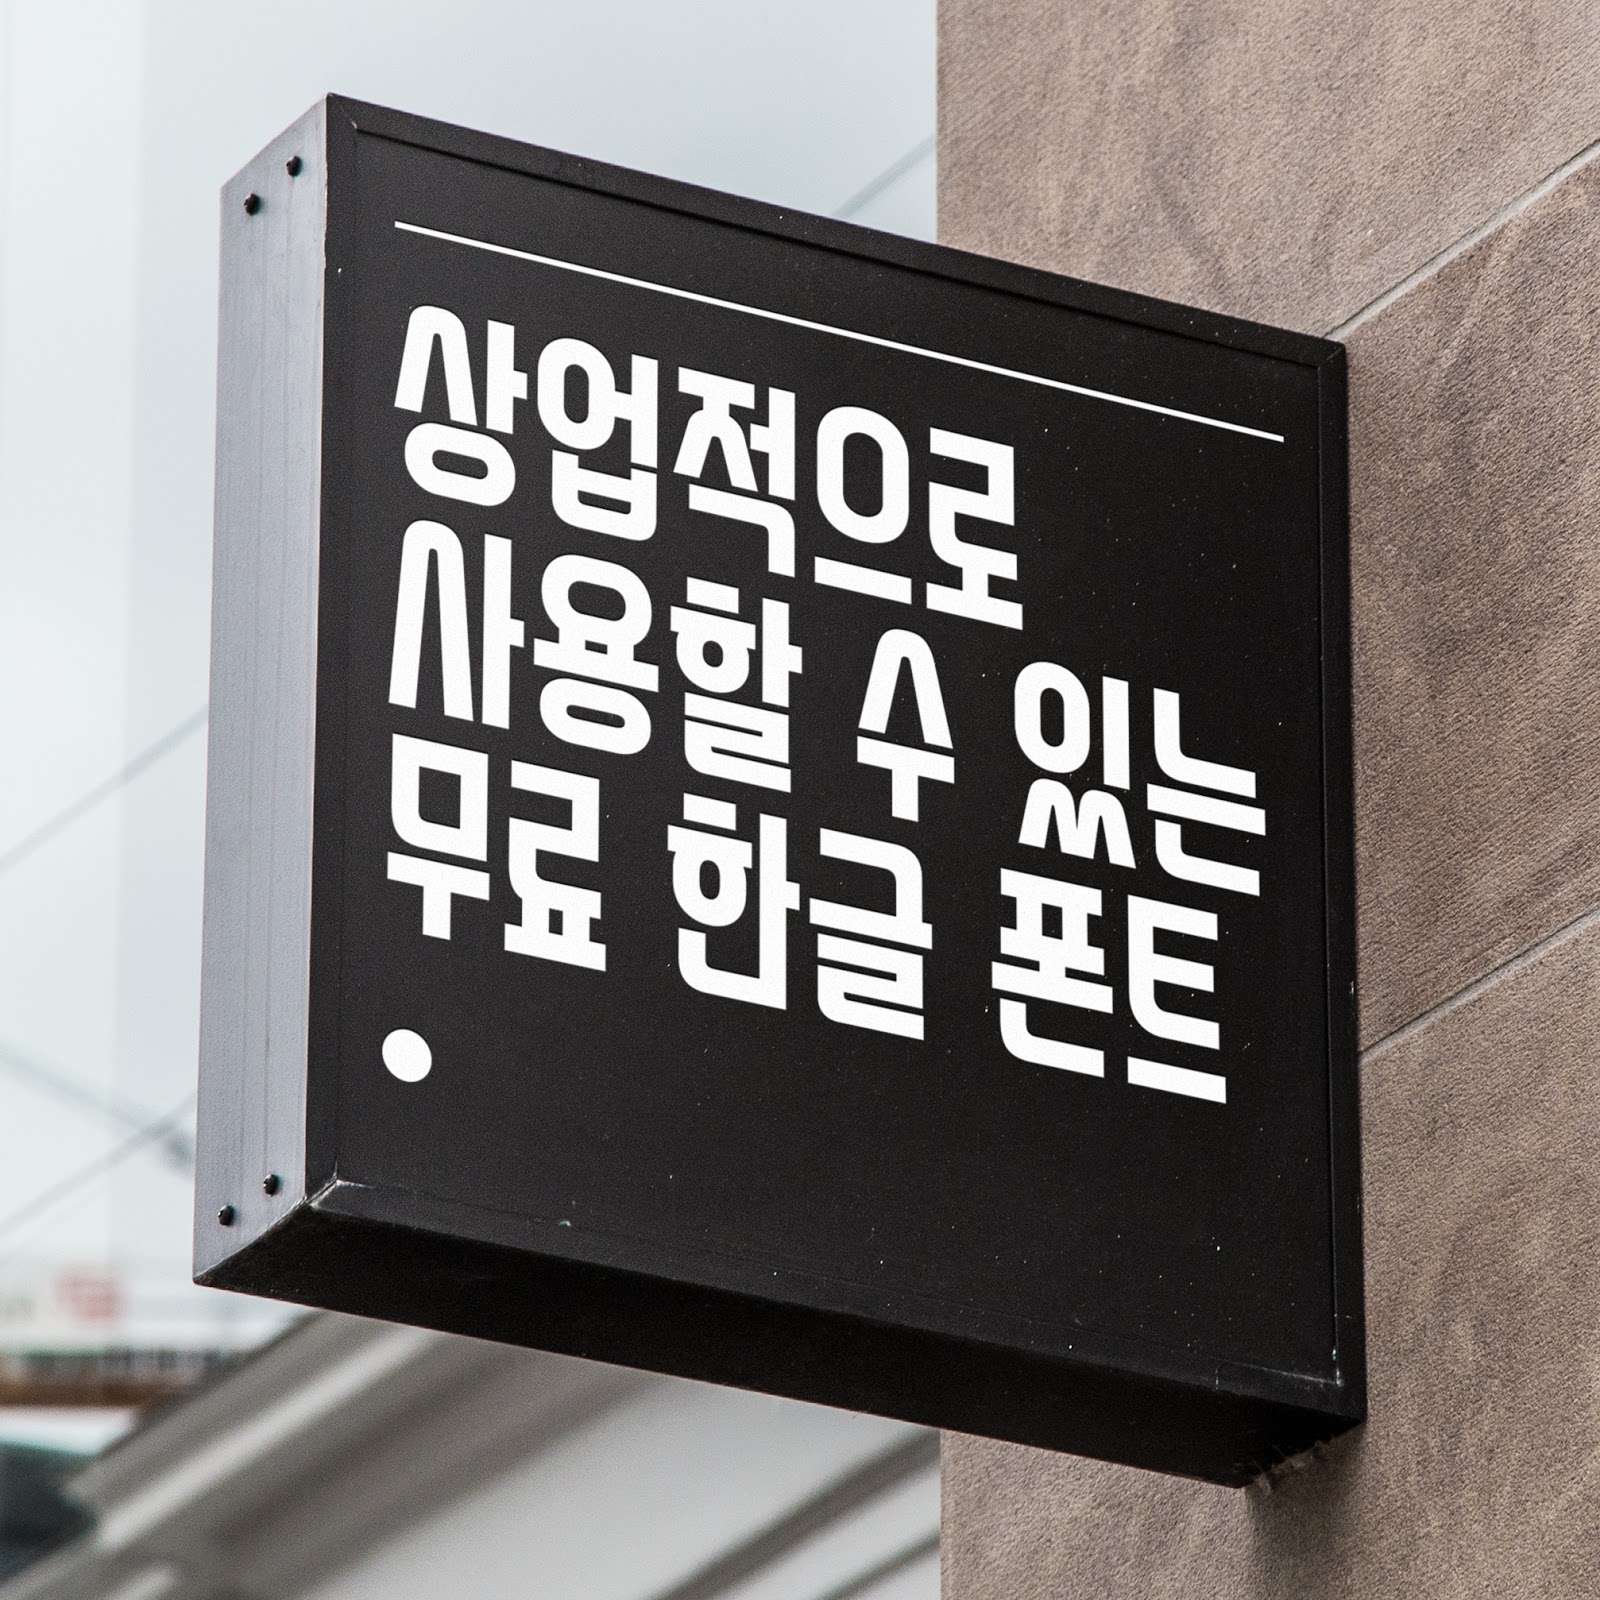 상업적으로
사용할 수 있는
무료 한글 폰트